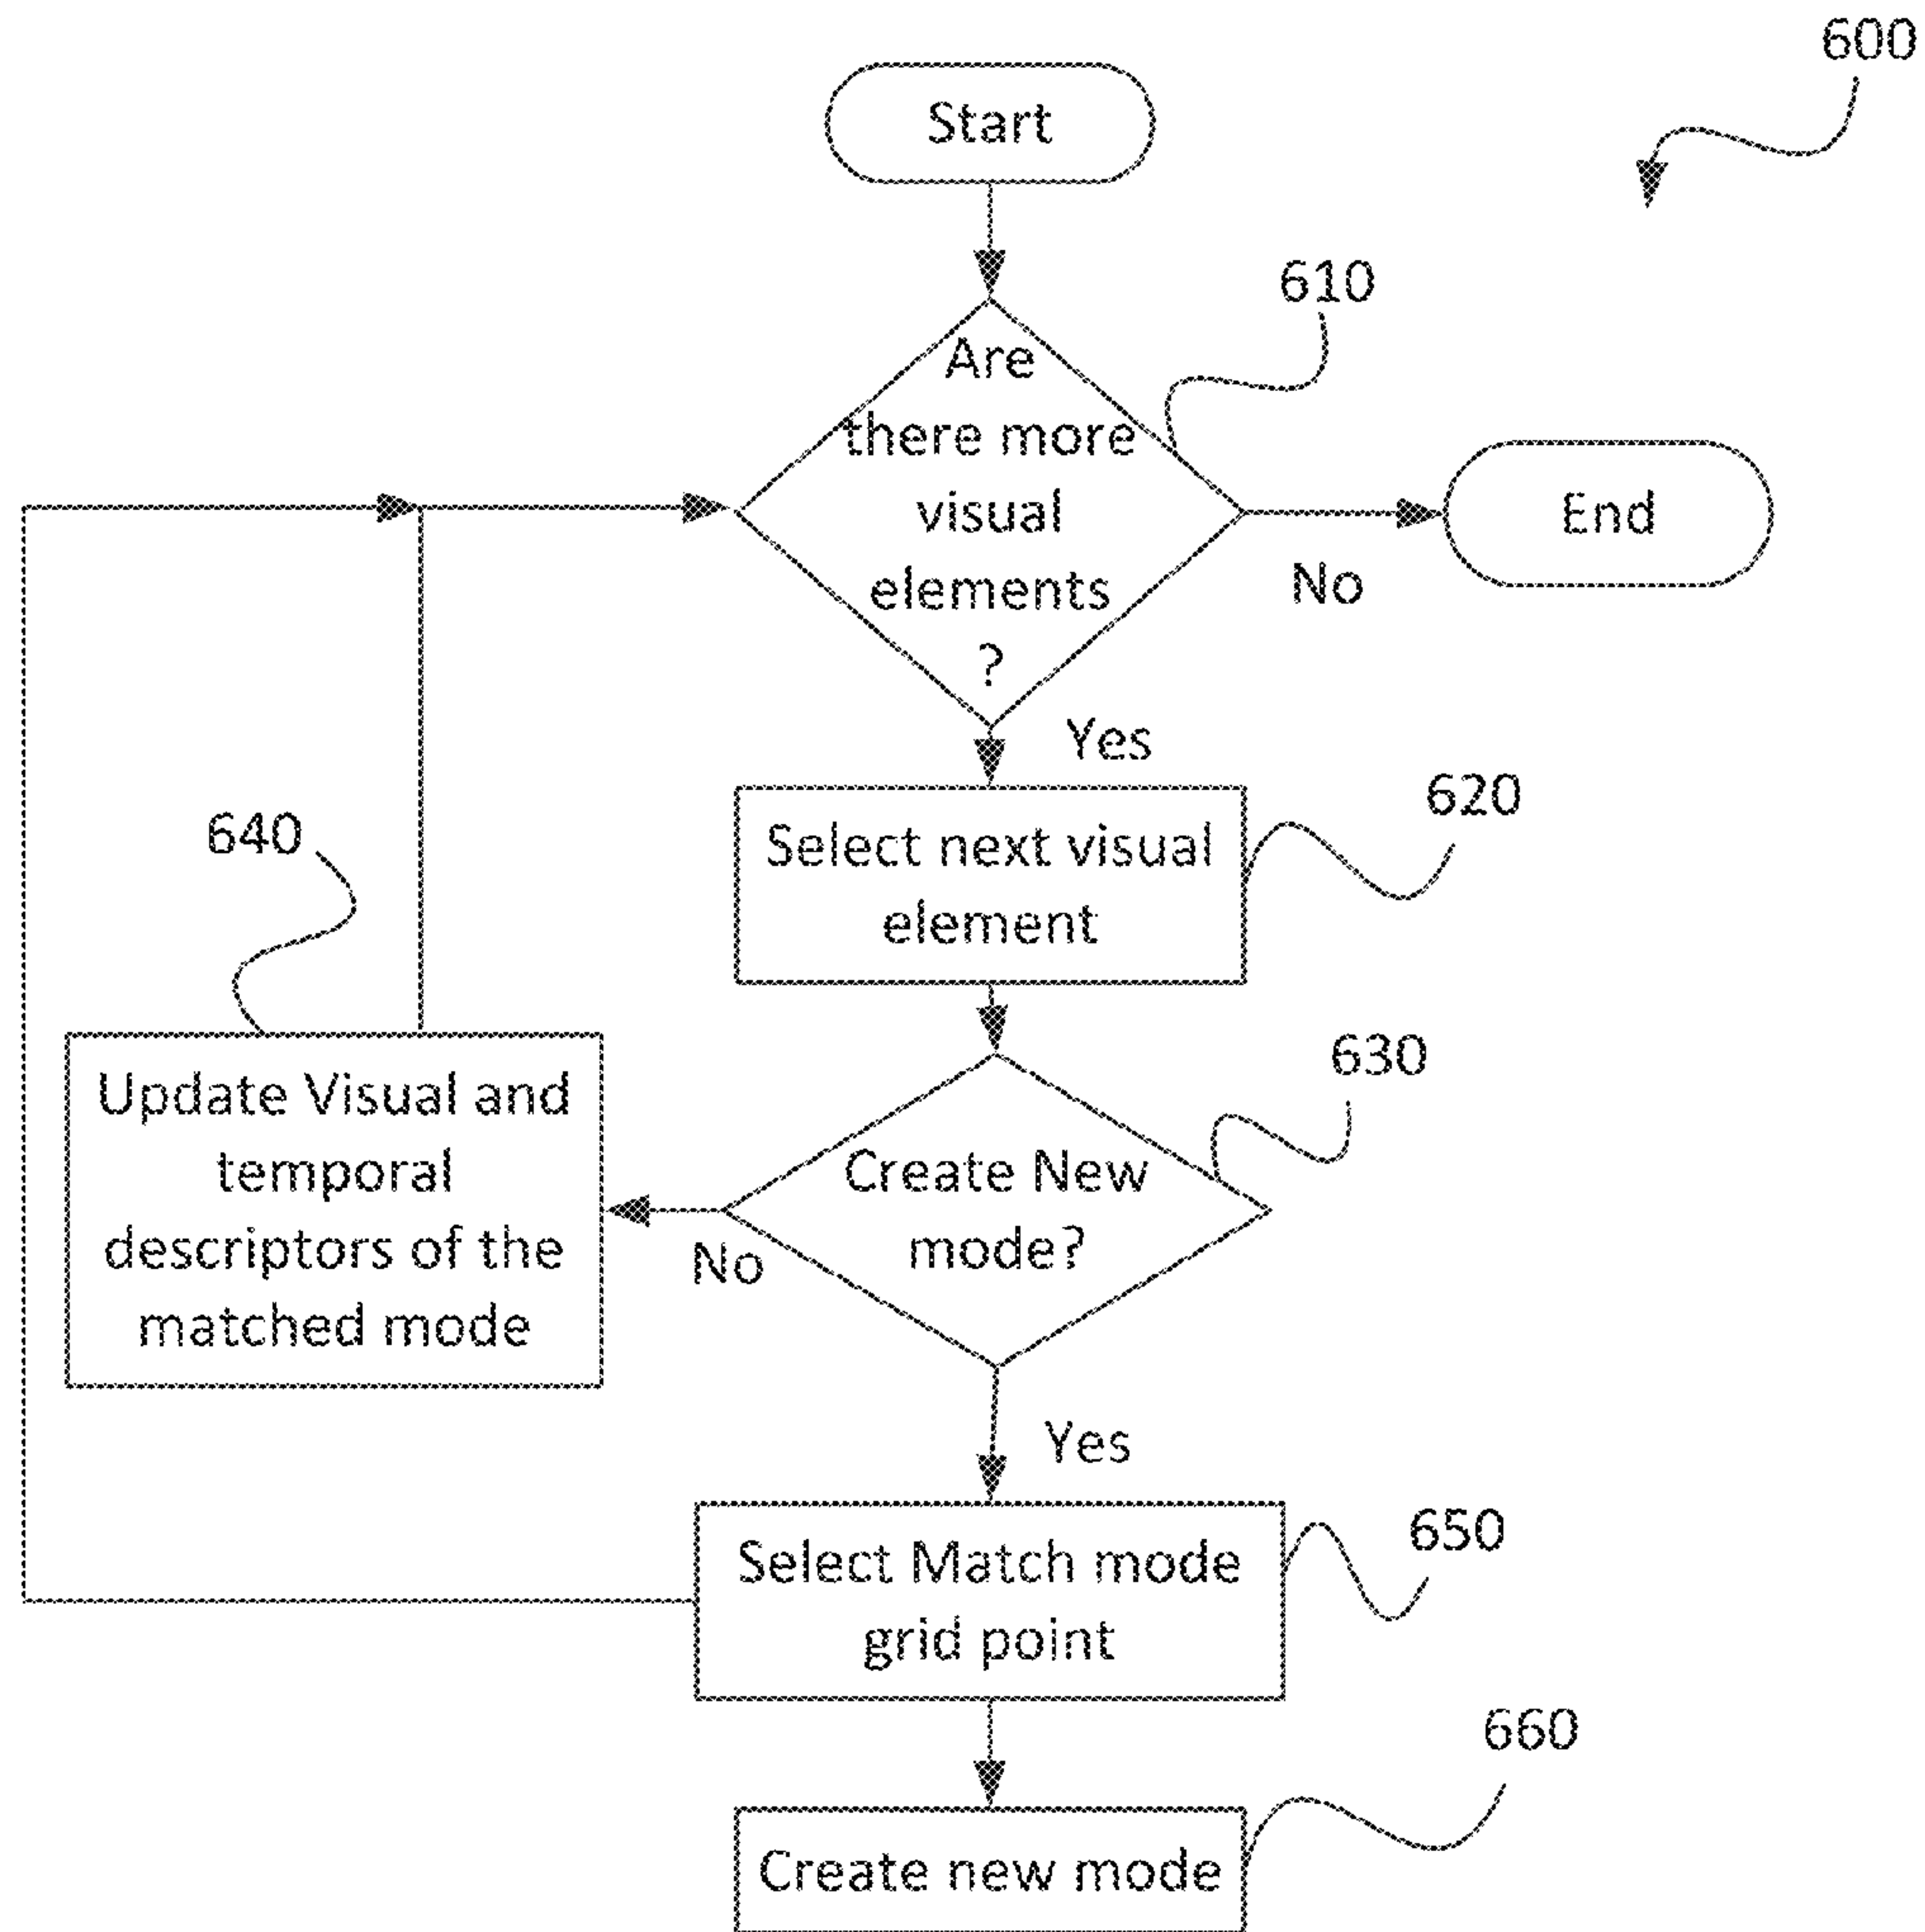 600
Start
610
Are
there more
visual
elements
?
End
No
Yes
620
Select next visual
element
640
630
Update Visual and
temporal
descriptors of the
matched mode
Create New
mode?
No
Yes
650
Select Match mode
grid point
660
Create new mode